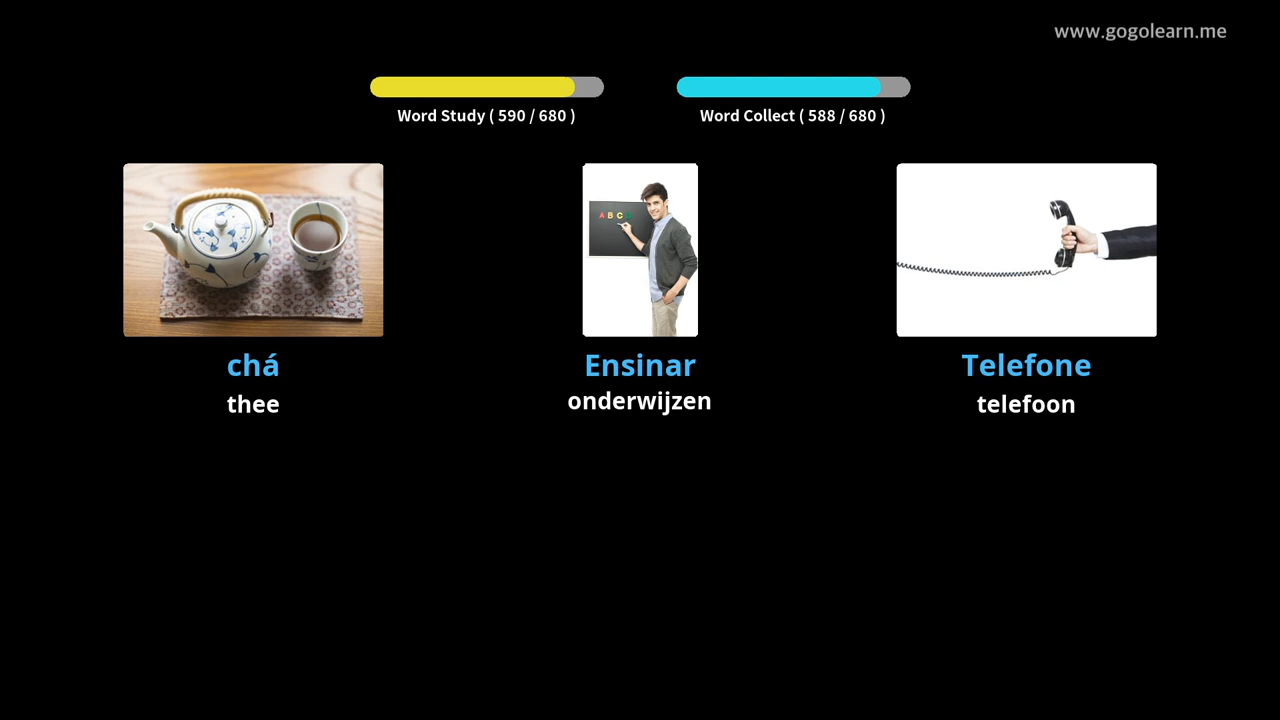 www.gogolearn.me
Word Study ( 590 / 680 )
Word Collect ( 588 / 680 )
A B C D
chá
Ensinar
Telefone
thee
onderwijzen
telefoon